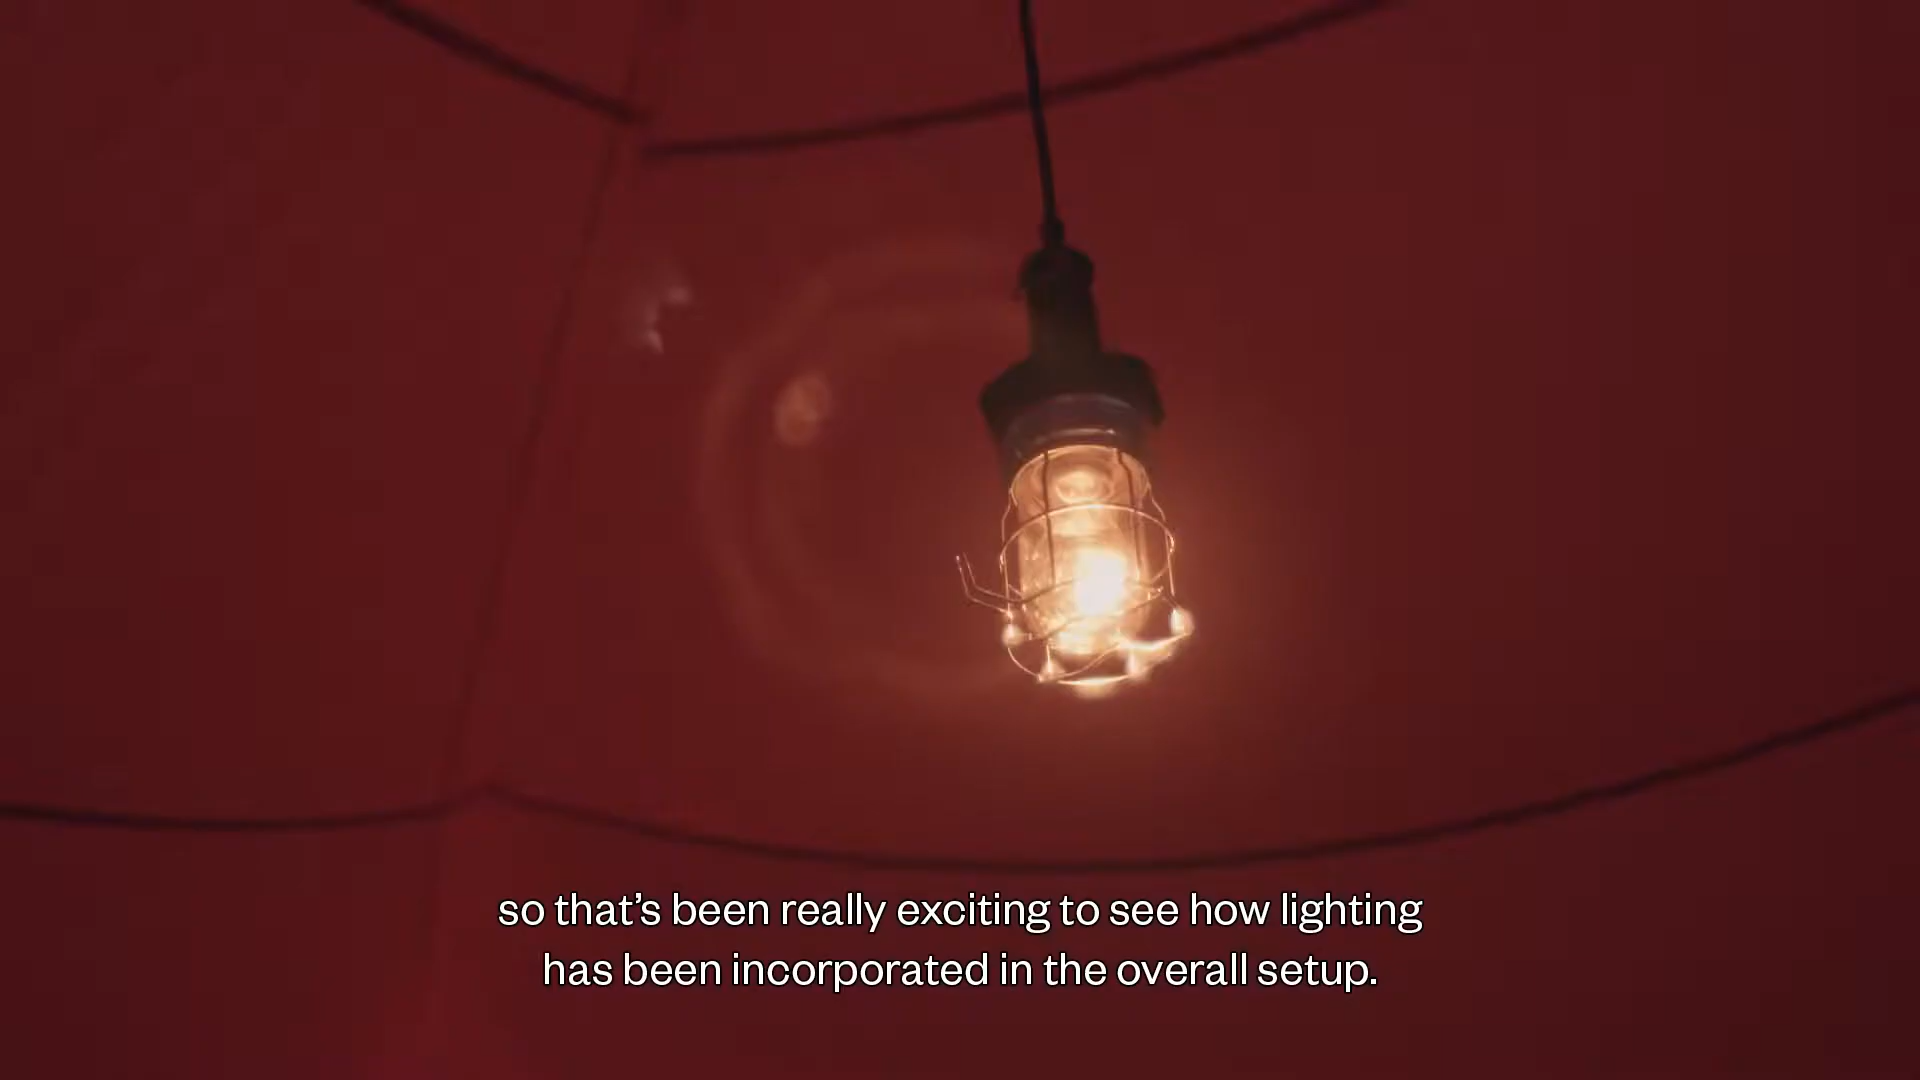 so that’s been really exciting to see how lighting
has been incorporated in the overall setup.